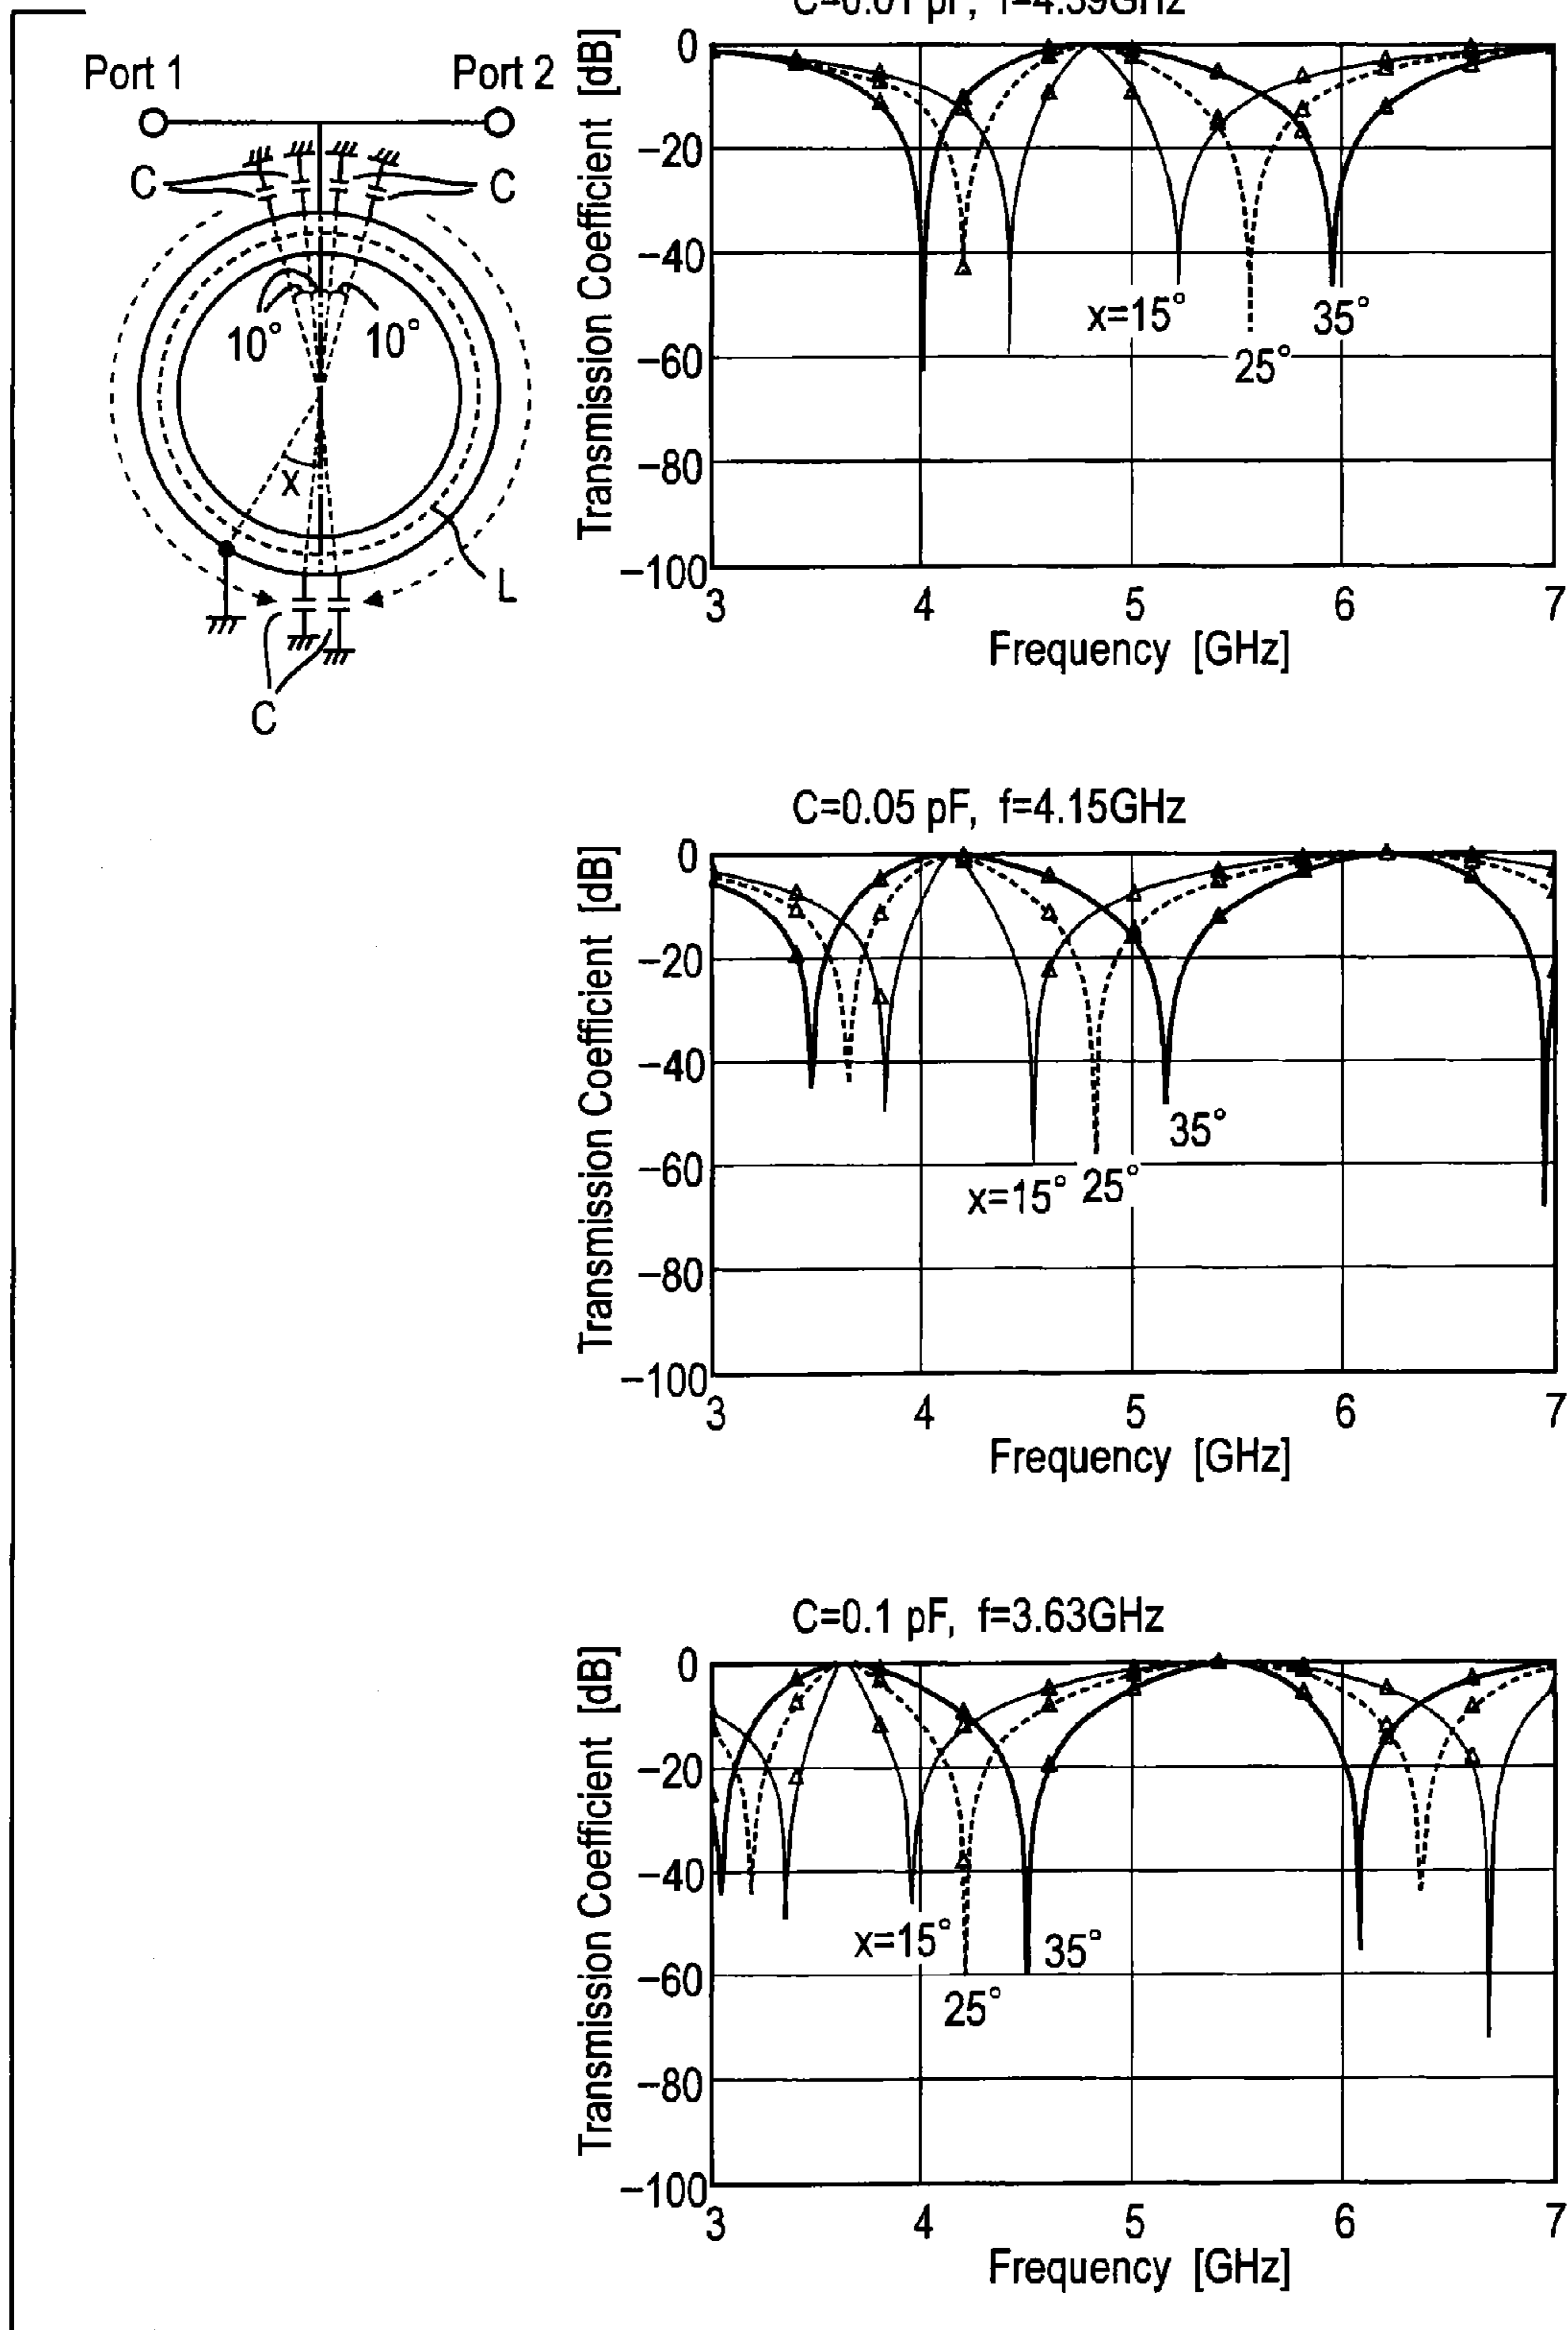 C=0.01 pF,
Port 1
Port 2
C
C
10°
10°
x
L
C
Transmission Coefficient [dB]
0
−20
−40
−60
−80
−100
x=15°
25°
35°
3
4
5
6
7
Frequency [GHz]
C=0.05 pF, f=4.15GHz
Transmission Coefficient [dB]
0
−20
−40
−60
−80
−100
x=15°
25°
35°
3
4
5
6
7
Frequency [GHz]
C=0.1 pF, f=3.63GHz
Transmission Coefficient [dB]
0
−20
−40
−60
−80
−100
x=15°
25°
35°
3
4
5
6
7
Frequency [GHz]